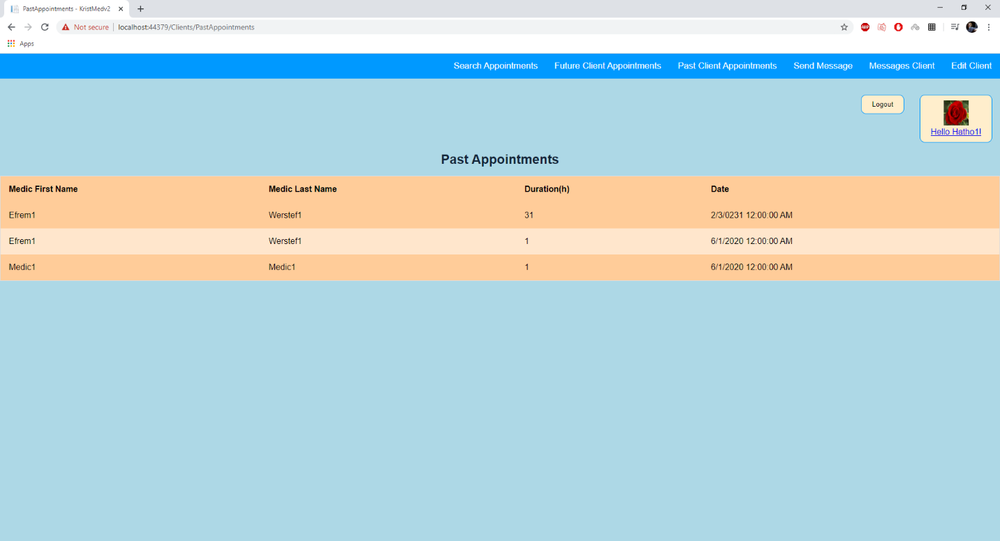 PastAppointments - KristMedv2
Not secure localhost:44379/Clients/PastAppointments
ABP
Apps
Search Appointments Future Client Appointments Past Client Appointments Send Message Messages Client Edit Client
Logout
Hello Hatho1!
Past Appointments
Medic First Name Medic Last Name Duration(h) Date
Efrem1 Werstef1 31 2/3/0231 12:00:00 AM
Efrem1 Werstef1 1 6/1/2020 12:00:00 AM
Medic1 Medic1 1 6/1/2020 12:00:00 AM